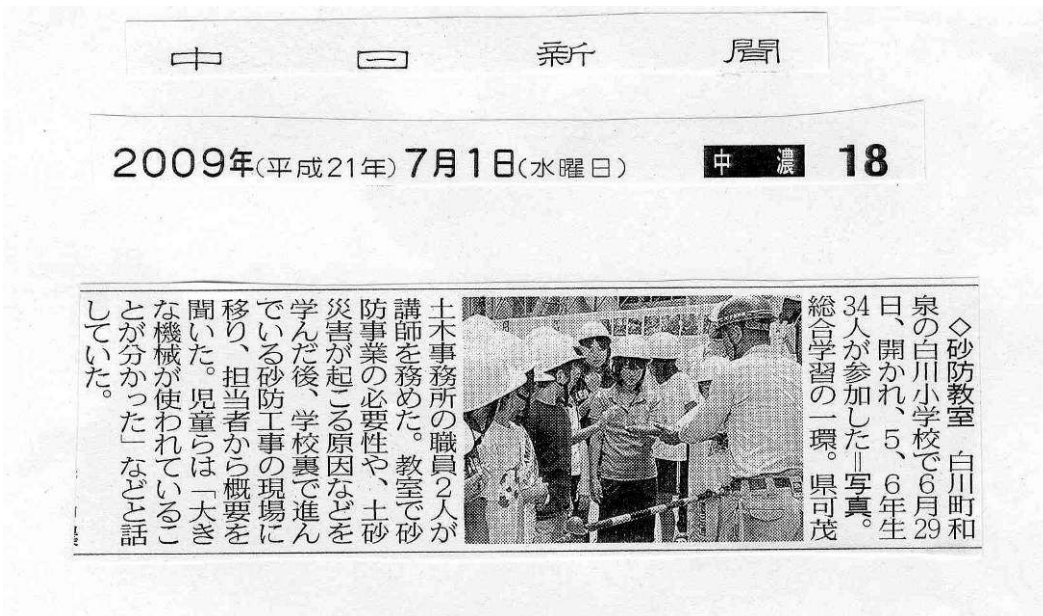 中日新聞
2009年(平成21年)7月1日(水曜日) 中濃 18
◇砂防教室 白川町和
泉の白川小学校で6月29
日、開かれ、5、6年生
34人が参加した＝写真。
総合学習の一環。県可茂
土木事務所の職員2人が
講師を務めた。教室で砂
防事業の必要性や、土砂
災害が起こる原因などを
学んだ後、学校裏で進ん
でいる砂防工事の現場に
移り、担当者から概要を
聞いた。児童らは「大き
な機械が使われているこ
とが分かった」などと話
していた。